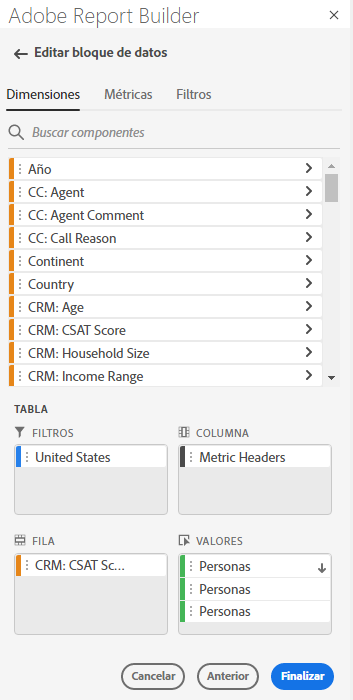 Adobe Report Builder
Editar bloque de datos
Dimensiones Métricas Filtros
Buscar componentes
Año
CC: Agent
CC: Agent Comment
CC: Call Reason
Continent
Country
CRM: Age
CRM: CSAT Score
CRM: Household Size
CRM: Income Range
TABLA
FILTROS
United States
COLUMNA
Metric Headers
FILA
CRM: CSAT Sc...
VALORES
Personas
Personas
Personas
Cancelar Anterior Finalizar